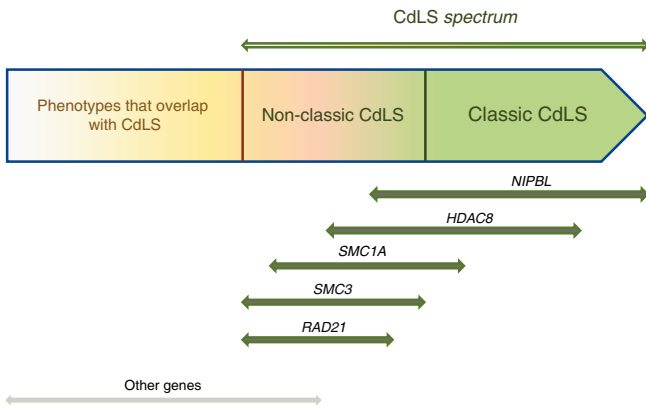 CdLS spectrum
Phenotypes that overlap
with CdLS
Non-classic CdLS
Classic CdLS
NIPBL
HDAC8
SMC1A
SMC3
RAD21
Other genes